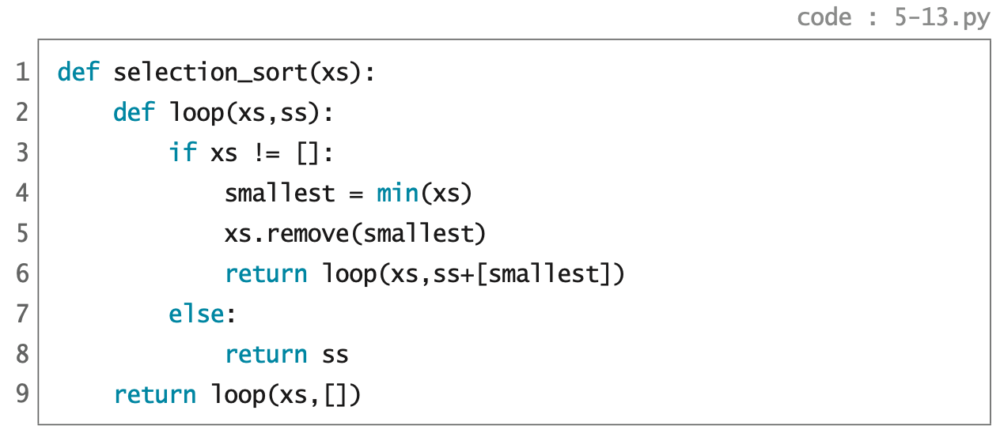 code : 5-13.py
1 def selection_sort(xs):
2     def loop(xs,ss):
3         if xs != []:
4             smallest = min(xs)
5             xs.remove(smallest)
6             return loop(xs,ss+[smallest])
7         else:
8             return ss
9     return loop(xs,[])